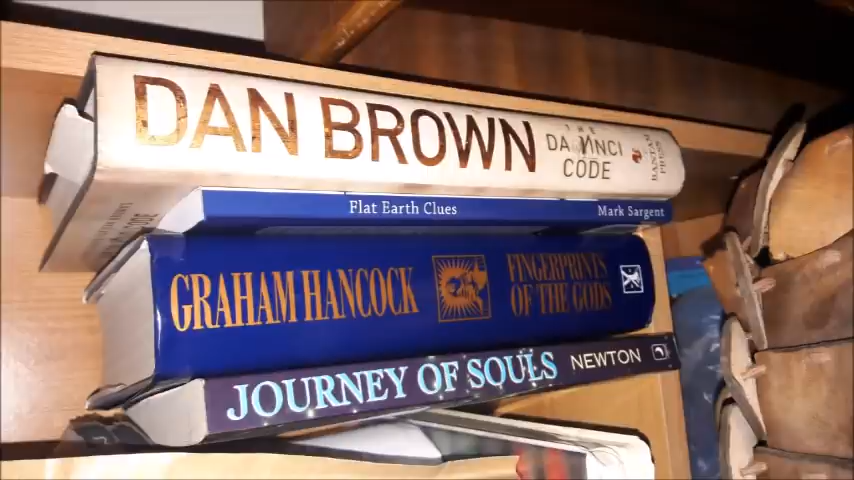 DAN BROWN
THE
DA VINCI
CODE
BANTAM
PRESS
Flat Earth Clues
Mark Sargent
GRAHAM HANCOCK
FINGERPRINTS
OF THE GODS
JOURNEY OF SOULS
NEWTON